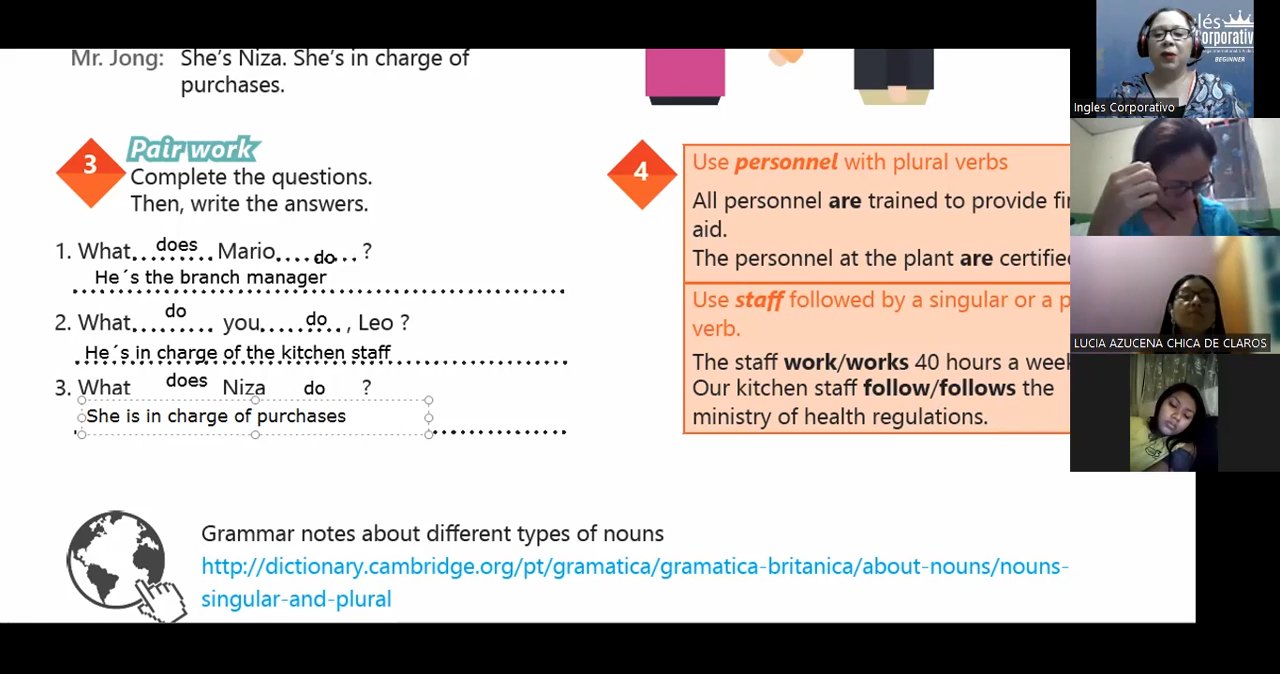 Mr. Jong: She's Niza. She's in charge of
purchases.
3
Pair work
Complete the questions.
Then, write the answers.
1. What does Mario do ?
He´s the branch manager
2. What do you do , Leo ?
He´s in charge of the kitchen staff
3. What does Niza do ?
She is in charge of purchases
4
Use personnel with plural verbs
All personnel are trained to provide
aid.
The personnel at the plant are certified
Use staff followed by a singular or a
verb.
The staff work/works 40 hours a week
Our kitchen staff follow/follows the
ministry of health regulations.
Grammar notes about different types of nouns
http://dictionary.cambridge.org/pt/gramatica/gramatica-britanica/about-nouns/nouns-
singular-and-plural
BEGINNER
Ingles Corporativo
LUCIA AZUCENA CHICA DE CLAROS